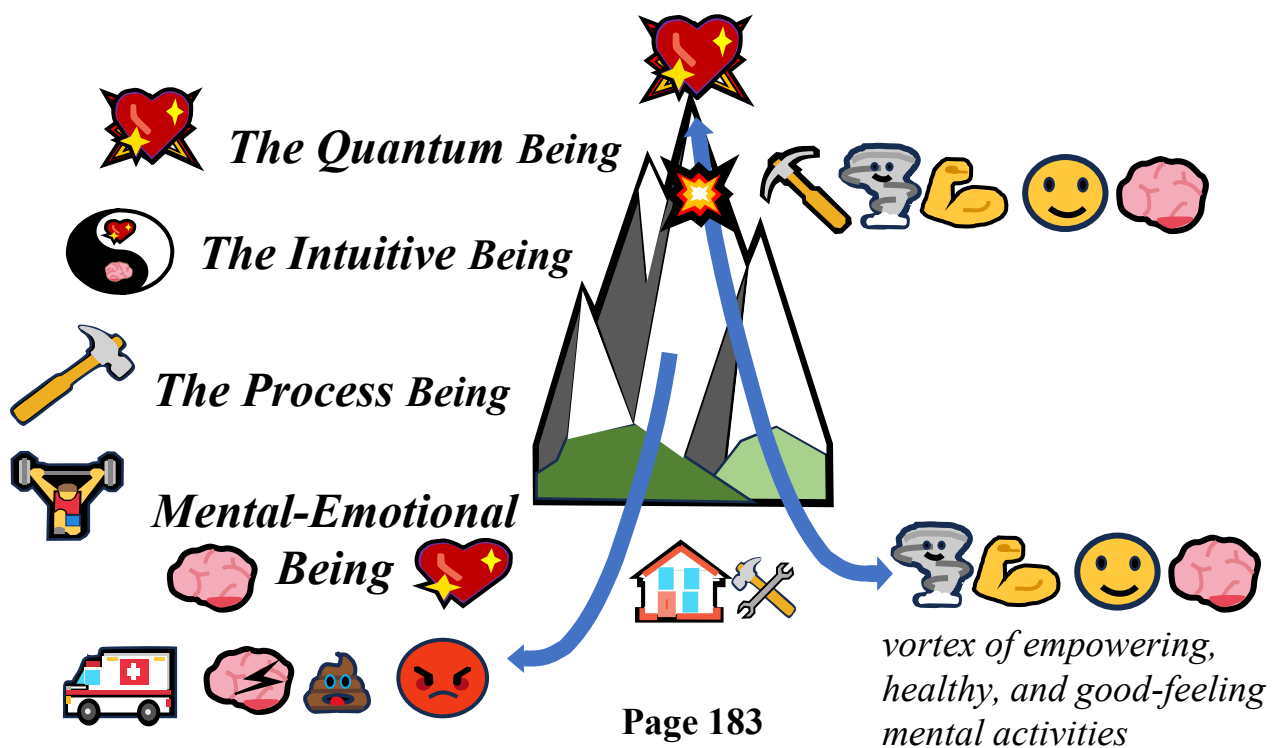 The Quantum Being
The Intuitive Being
The Process Being
Mental-Emotional
Being
Page 183
vortex of empowering,
healthy, and good-feeling
mental activities